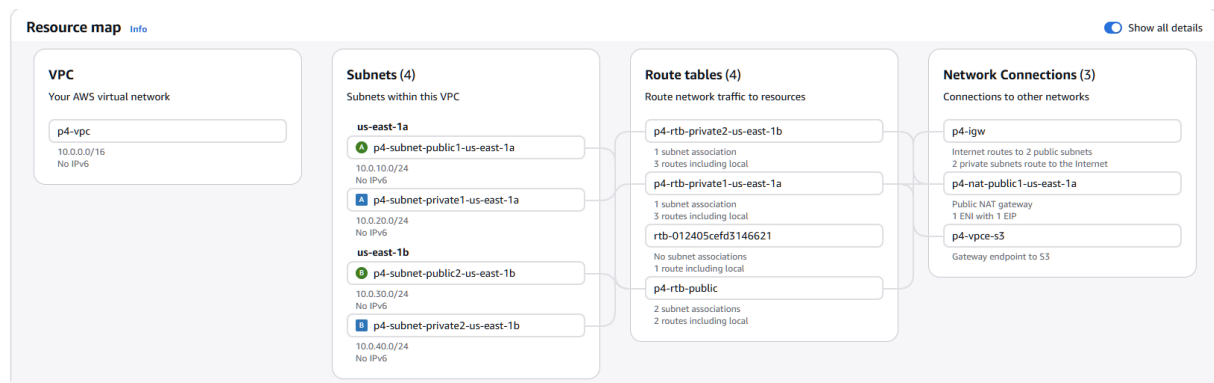 Resource map Info
Show all details
VPC
Your AWS virtual network
p4-vpc
10.0.0.0/16
No IPv6
Subnets (4)
Subnets within this VPC
us-east-1a
A p4-subnet-public1-us-east-1a
10.0.10.0/24
No IPv6
A p4-subnet-private1-us-east-1a
10.0.20.0/24
No IPv6
us-east-1b
B p4-subnet-public2-us-east-1b
10.0.30.0/24
No IPv6
B p4-subnet-private2-us-east-1b
10.0.40.0/24
No IPv6
Route tables (4)
Route network traffic to resources
p4-rtb-private2-us-east-1b
1 subnet association
3 routes including local
p4-rtb-private1-us-east-1a
1 subnet association
3 routes including local
rtb-012405cefd3146621
No subnet associations
1 route including local
p4-rtb-public
2 subnet associations
2 routes including local
Network Connections (3)
Connections to other networks
p4-igw
Internet routes to 2 public subnets
2 private subnets route to the Internet
p4-nat-public1-us-east-1a
Public NAT gateway
1 ENI with 1 EIP
p4-vpce-s3
Gateway endpoint to S3